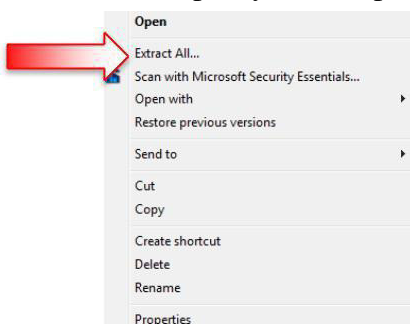 Open
Extract All...
Scan with Microsoft Security Essentials...
Open with
Restore previous versions
Send to
Cut
Copy
Create shortcut
Delete
Rename
Properties